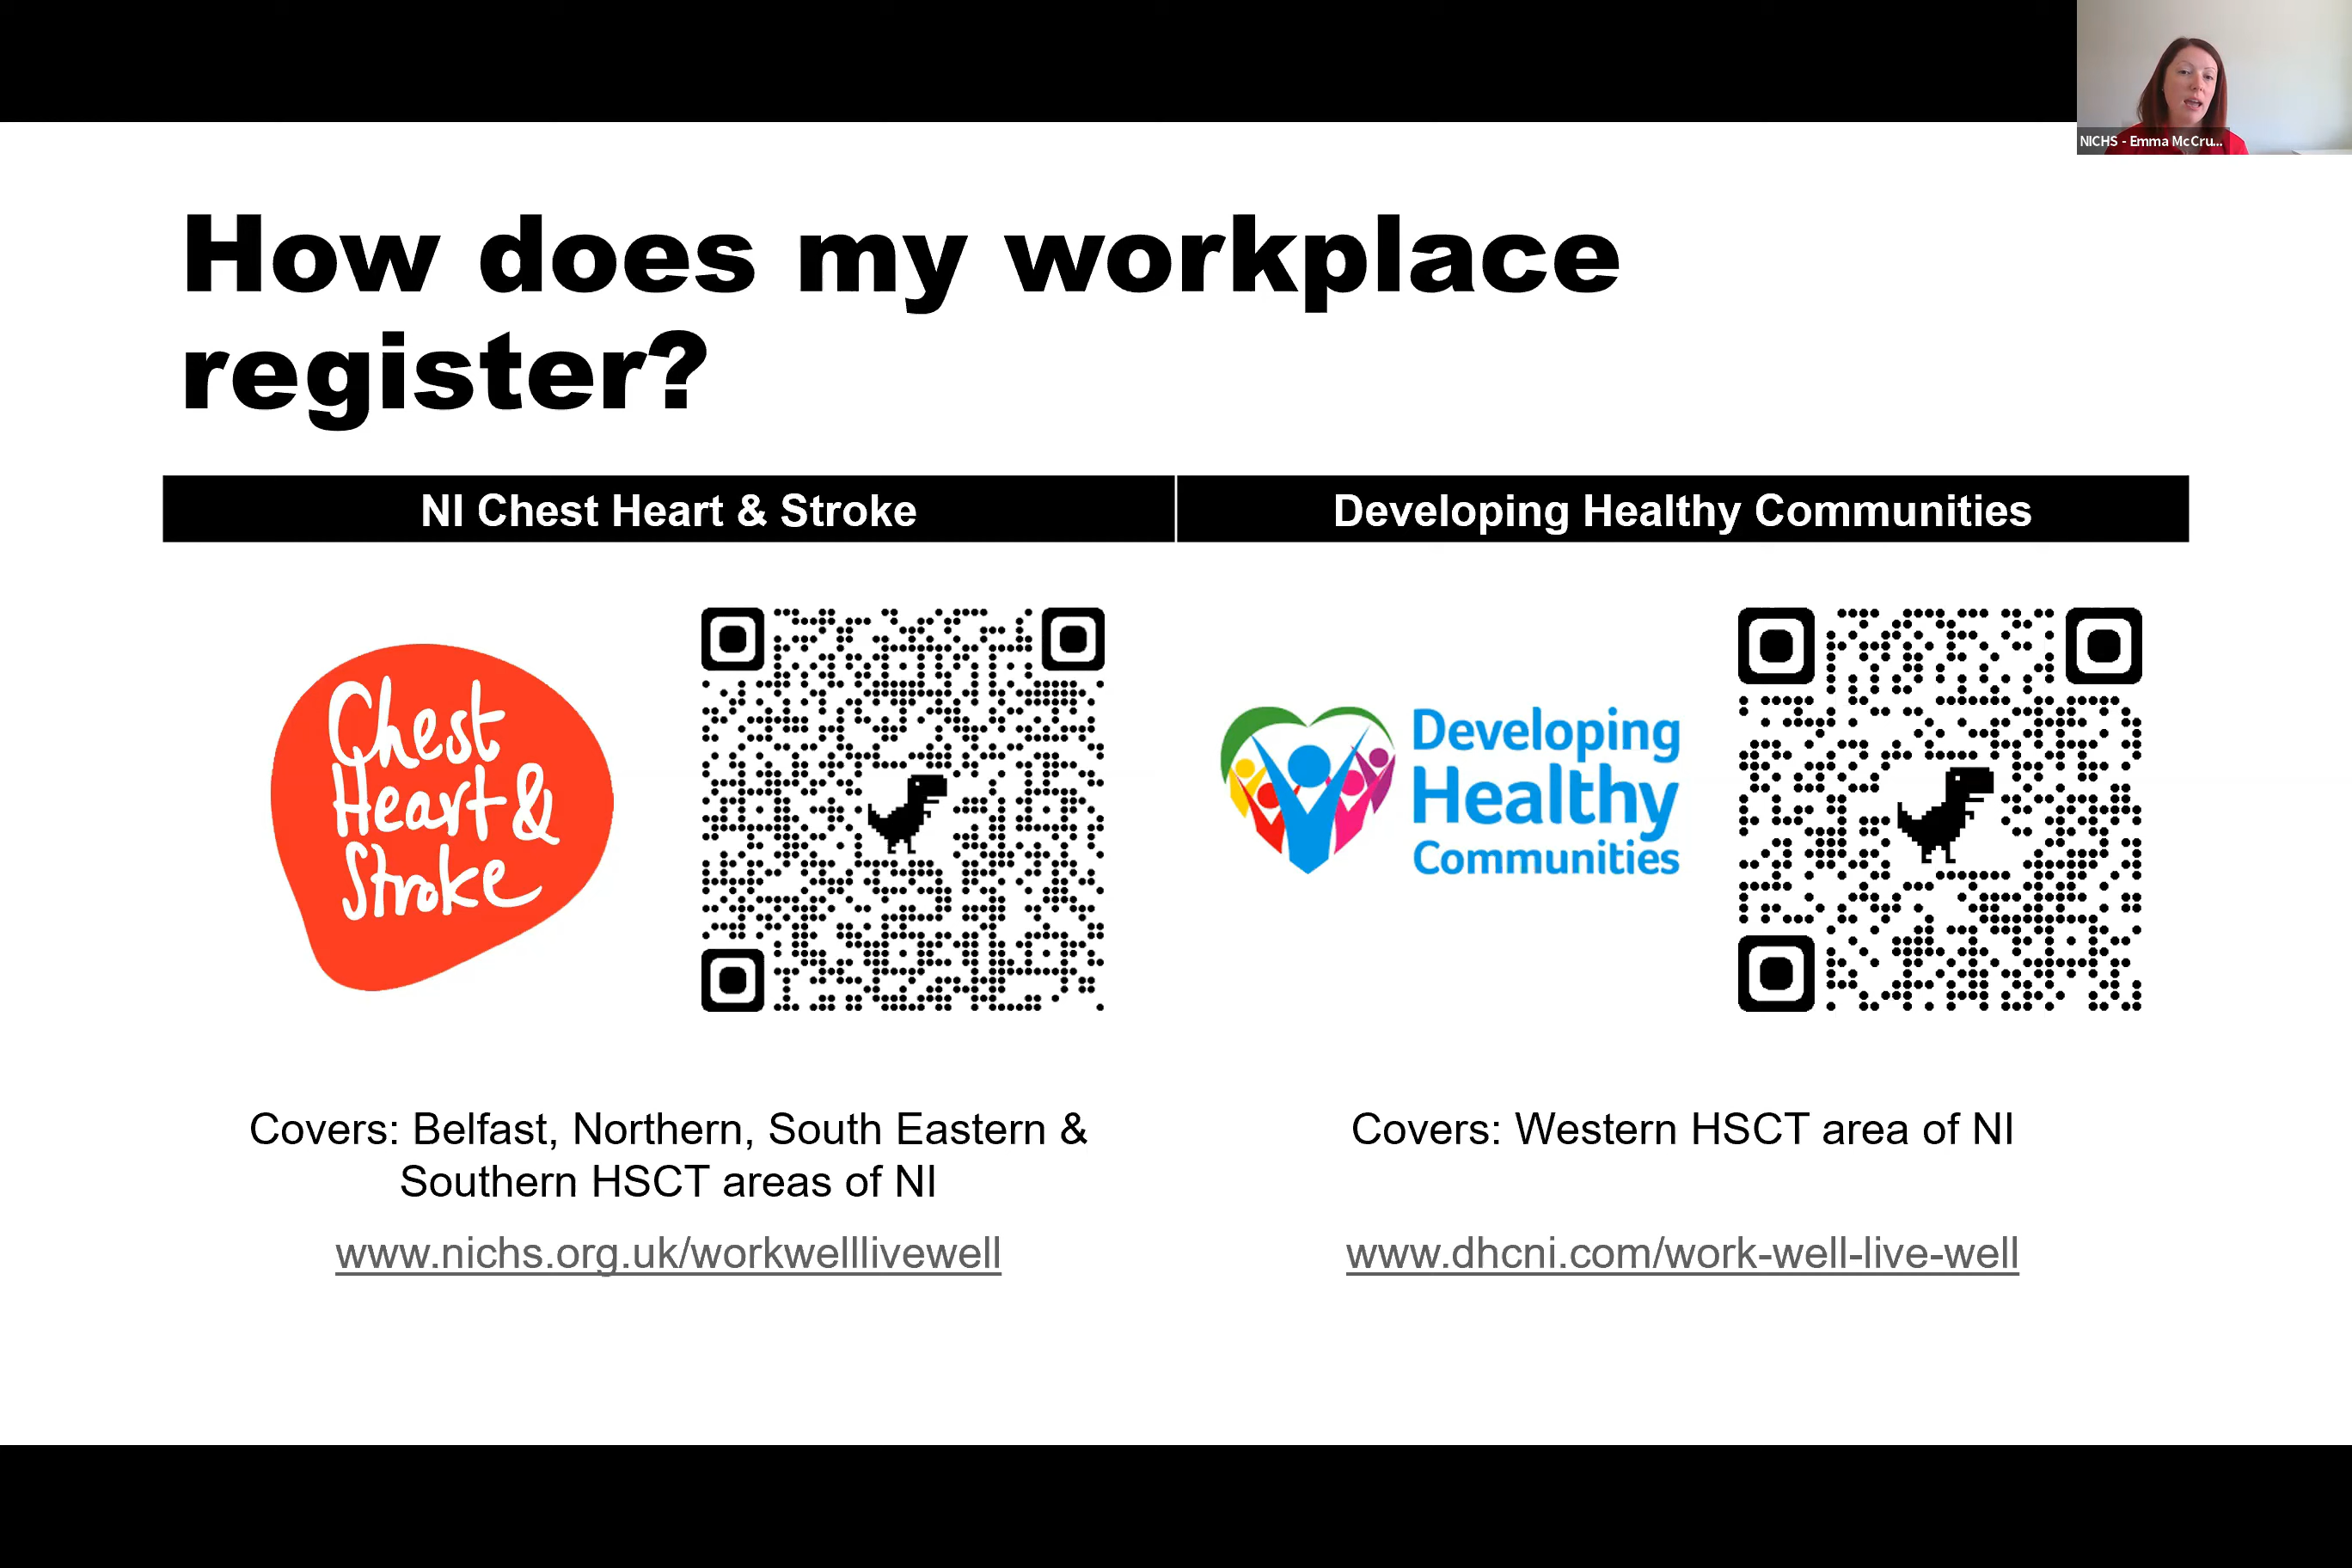 NICHS - Emma McCru...
How does my workplace
register?
NI Chest Heart & Stroke
Developing Healthy Communities
Chest
Heart &
Stroke
Developing
Healthy
Communities
Covers: Belfast, Northern, South Eastern &
Southern HSCT areas of NI
www.nichs.org.uk/workwelllivewell
Covers: Western HSCT area of NI
www.dhcni.com/work-well-live-well